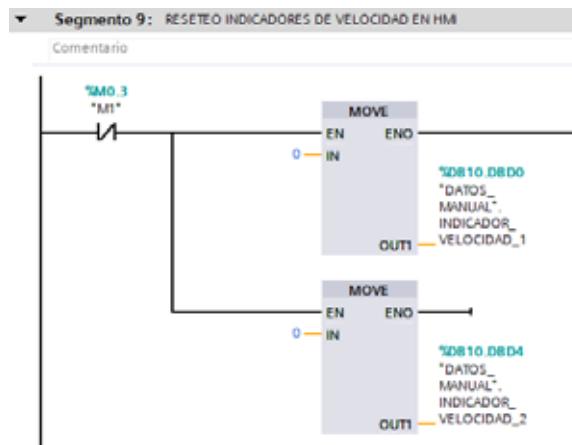 Segmento 9: RESETEO INDICADORES DE VELOCIDAD EN HMI
Comentario
%M0.3
"M1"
MOVE
EN ENO
0 IN
%DB10.DBD0
"DATOS_
MANUAL".
INDICADOR_
VELOCIDAD_1
OUT1
MOVE
EN ENO
0 IN
%DB10.DBD4
"DATOS_
MANUAL".
INDICADOR_
VELOCIDAD_2
OUT1